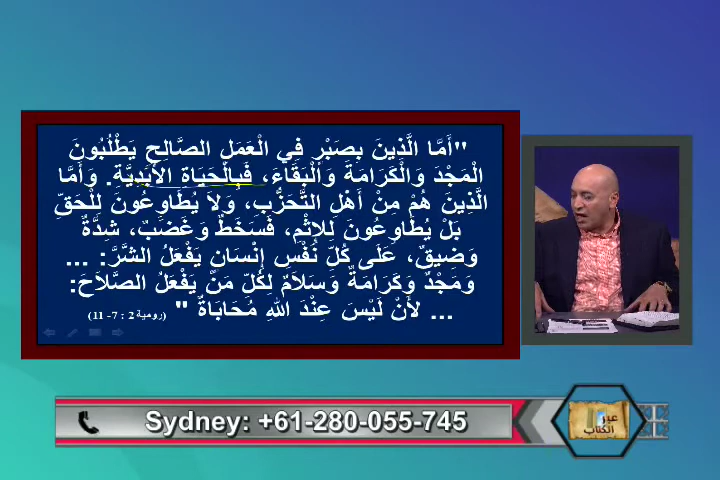 "أَمَّا الَّذِينَ بِصَبْرٍ فِي الْعَمَلِ الصَّالِحِ يَطْلُبُونَ
الْمَجْدَ وَالْكَرَامَةَ وَالْبَقَاءَ، فَبِالْحَيَاةِ الأَبَدِيَّةِ. وَأَمَّا
الَّذِينَ هُمْ مِنْ أَهْلِ التَّحَزُّبِ، وَلاَ يُطَاوِعُونَ لِلْحَقِّ
بَلْ يُطَاوِعُونَ لِلإِثْمِ، فَسَخَطٌ وَغَضَبٌ، شِدَّةٌ
وَضِيقٌ، عَلَى كُلِّ نَفْسِ إِنْسَانٍ يَفْعَلُ الشَّرَّ: ...
وَمَجْدٌ وَكَرَامَةٌ وَسَلاَمٌ لِكُلِّ مَنْ يَفْعَلُ الصَّلاَحَ:
... لأَنْ لَيْسَ عِنْدَ اللهِ مُحَابَاةٌ " (رومية 2 : 7- 11)
Sydney: +61-280-055-745
عبر
الكتاب